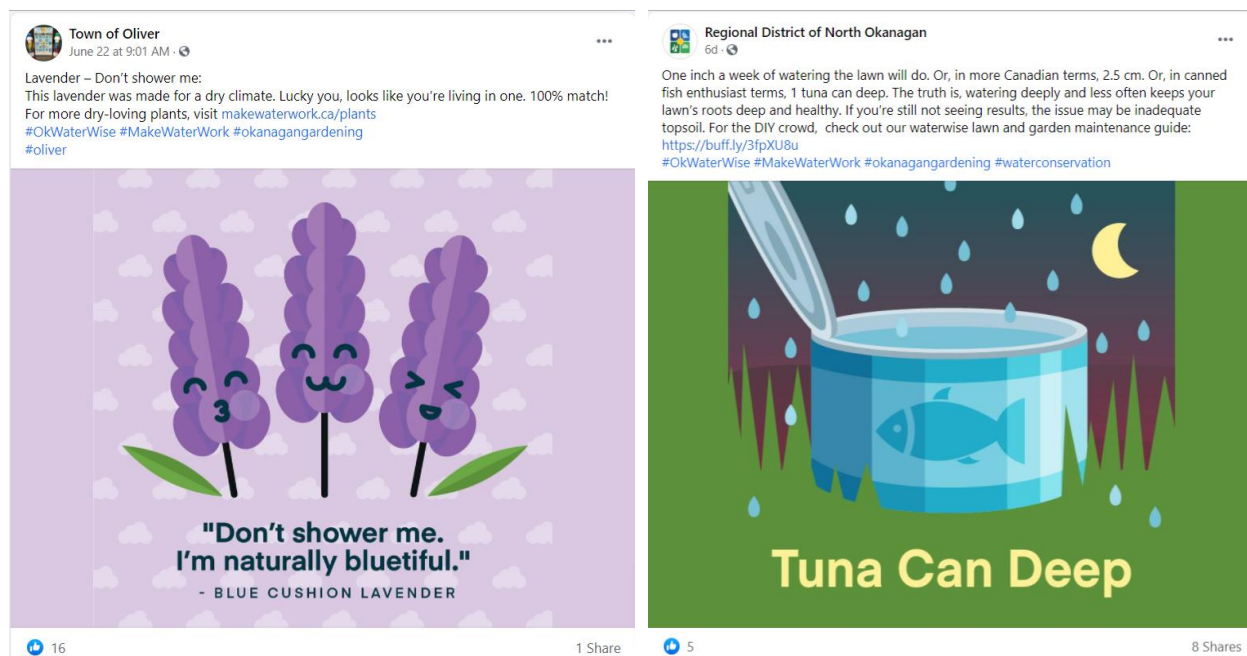 Town of Oliver
June 22 at 9:01 AM ·
Lavender – Don't shower me:
This lavender was made for a dry climate. Lucky you, looks like you're living in one. 100% match!
For more dry-loving plants, visit makewaterwork.ca/plants
#OkWaterWise #MakeWaterWork #okanagangardening
#oliver
"Don't shower me.
I'm naturally bluetiful."
- BLUE CUSHION LAVENDER
16
1 Share
Regional District of North Okanagan
6d ·
One inch a week of watering the lawn will do. Or, in more Canadian terms, 2.5 cm. Or, in canned
fish enthusiast terms, 1 tuna can deep. The truth is, watering deeply and less often keeps your
lawn's roots deep and healthy. If you're still not seeing results, the issue may be inadequate
topsoil. For the DIY crowd, check out our waterwise lawn and garden maintenance guide:
https://buff.ly/3fpXU8u
#OkWaterWise #MakeWaterWork #okanagangardening #waterconservation
Tuna Can Deep
5
8 Shares